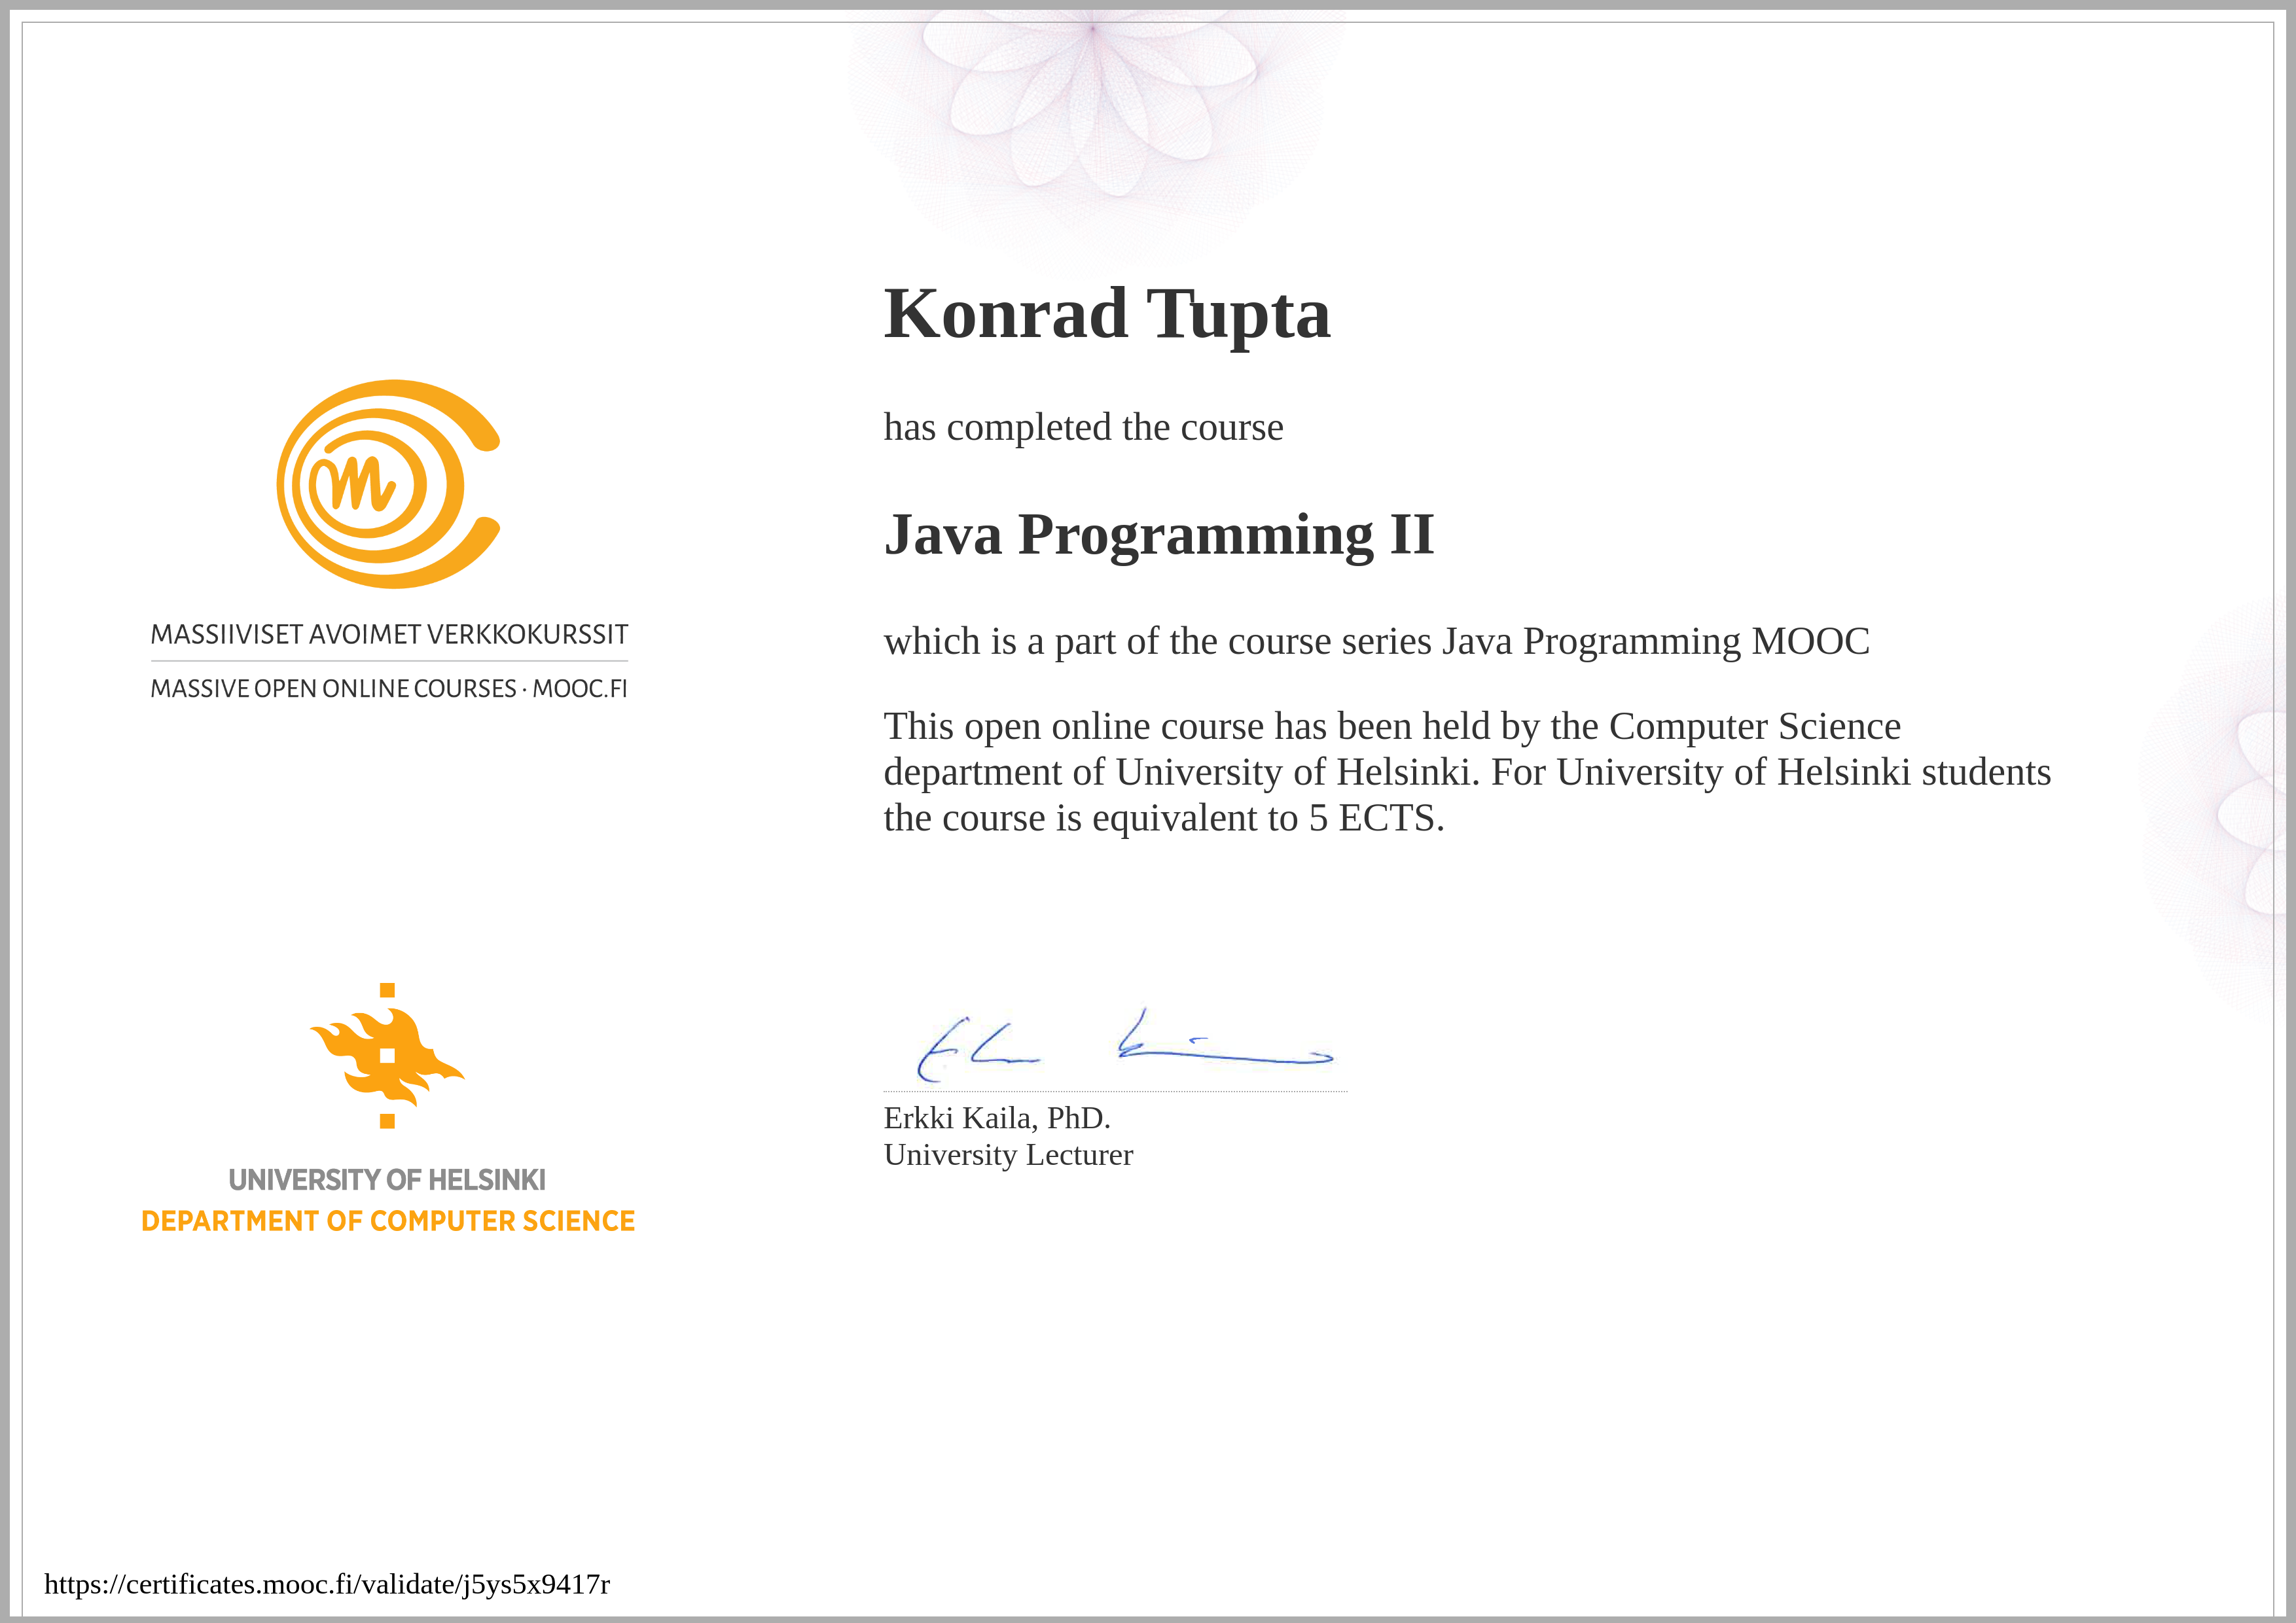 Konrad Tupta
has completed the course
Java Programming II
which is a part of the course series Java Programming MOOC
This open online course has been held by the Computer Science
department of University of Helsinki. For University of Helsinki students
the course is equivalent to 5 ECTS.
Erkki Kaila, PhD.
University Lecturer
m
MASSIIVISET AVOIMET VERKKOKURSSIT
MASSIVE OPEN ONLINE COURSES · MOOC.FI
UNIVERSITY OF HELSINKI
DEPARTMENT OF COMPUTER SCIENCE
https://certificates.mooc.fi/validate/j5ys5x9417r